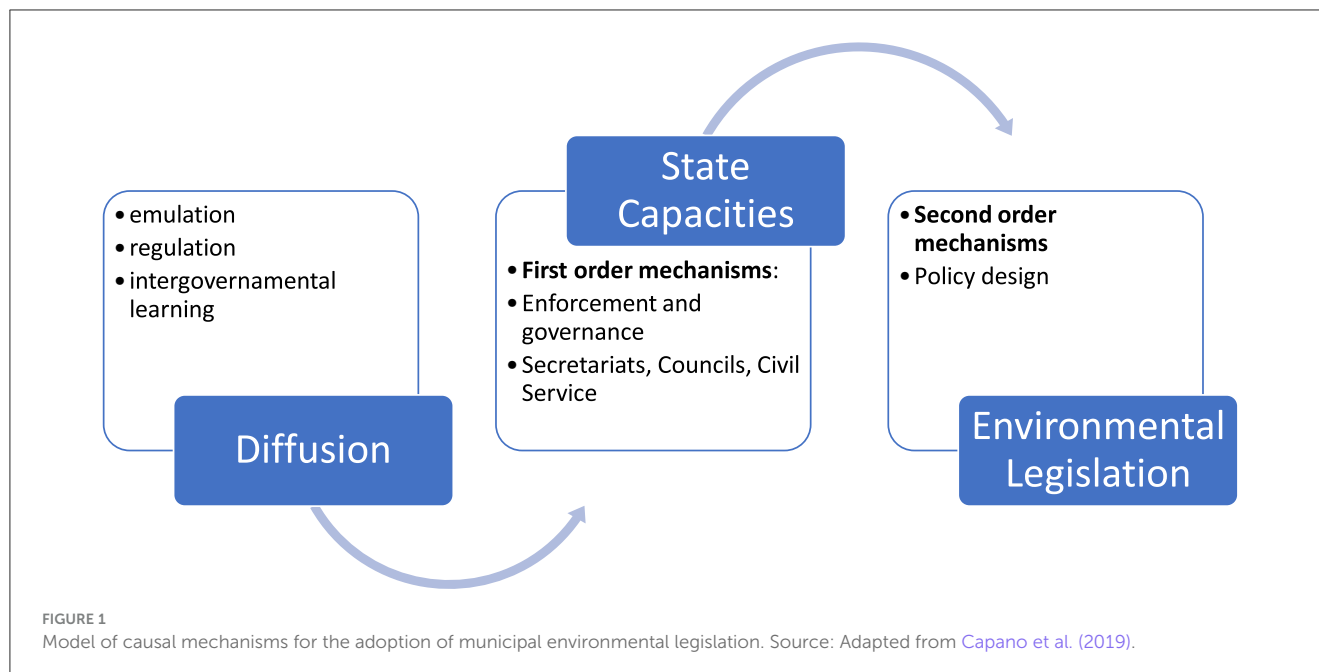 • emulation
• regulation
• intergovernamental
learning
Diffusion
State
Capacities
• First order mechanisms:
• Enforcement and
governance
• Secretariats, Councils, Civil
Service
• Second order
mechanisms
• Policy design
Environmental
Legislation
FIGURE 1
Model of causal mechanisms for the adoption of municipal environmental legislation. Source: Adapted from Capano et al. (2019).